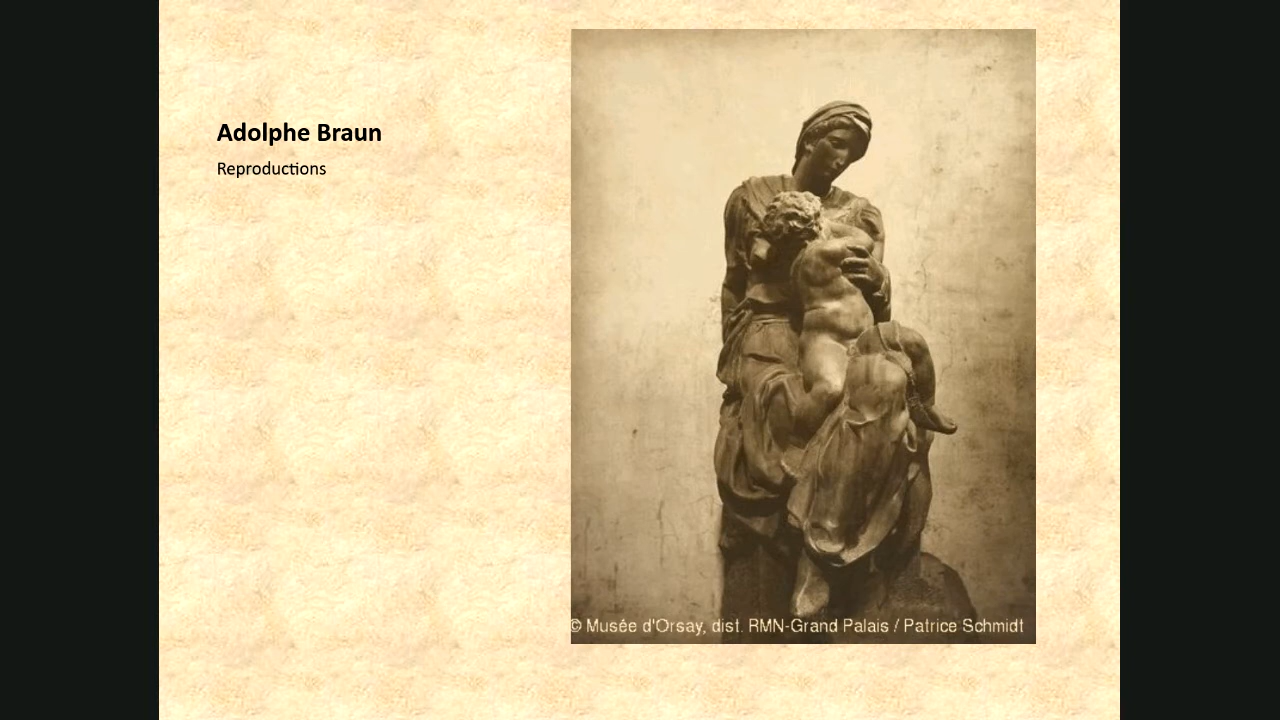 Adolphe Braun
Reproductions
© Musée d'Orsay, dist. RMN-Grand Palais / Patrice Schmidt